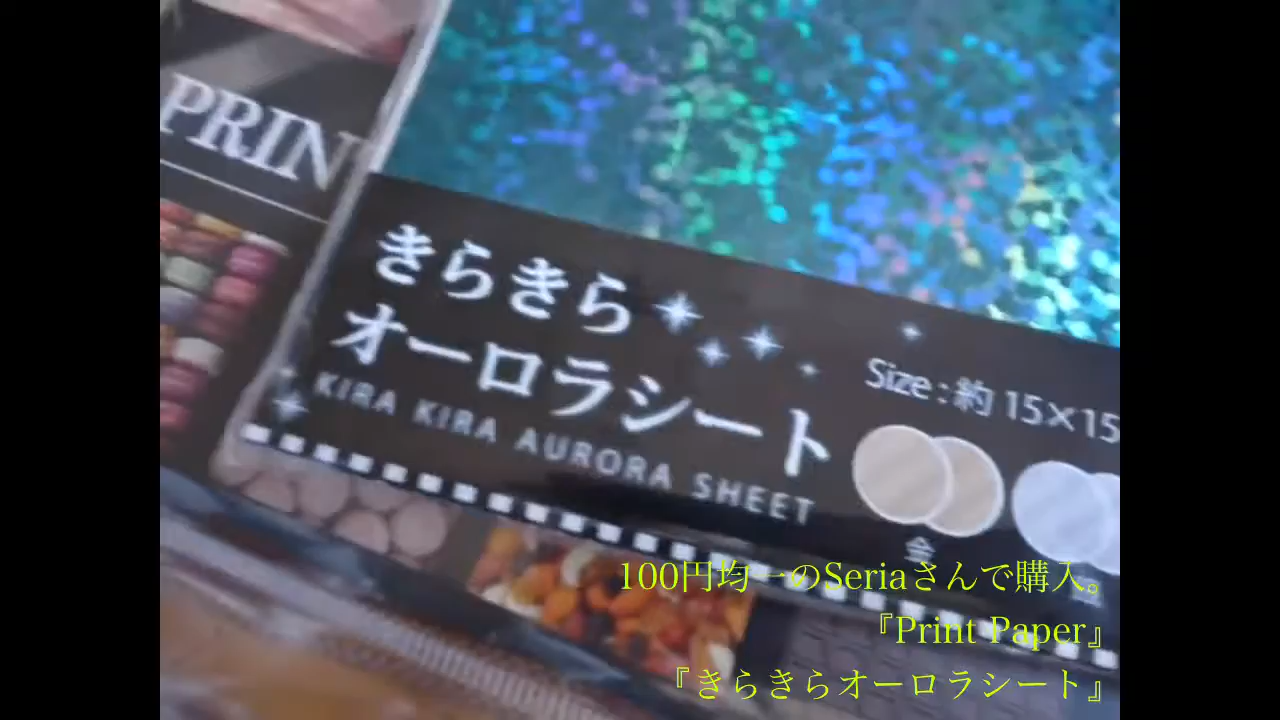 PRIN
きらきら
オーロラシート
KIRA KIRA AURORA SHEET
Size : 約 15×15
金
100円均一のSeriaさんで購入。
『Print Paper』
『きらきらオーロラシート』